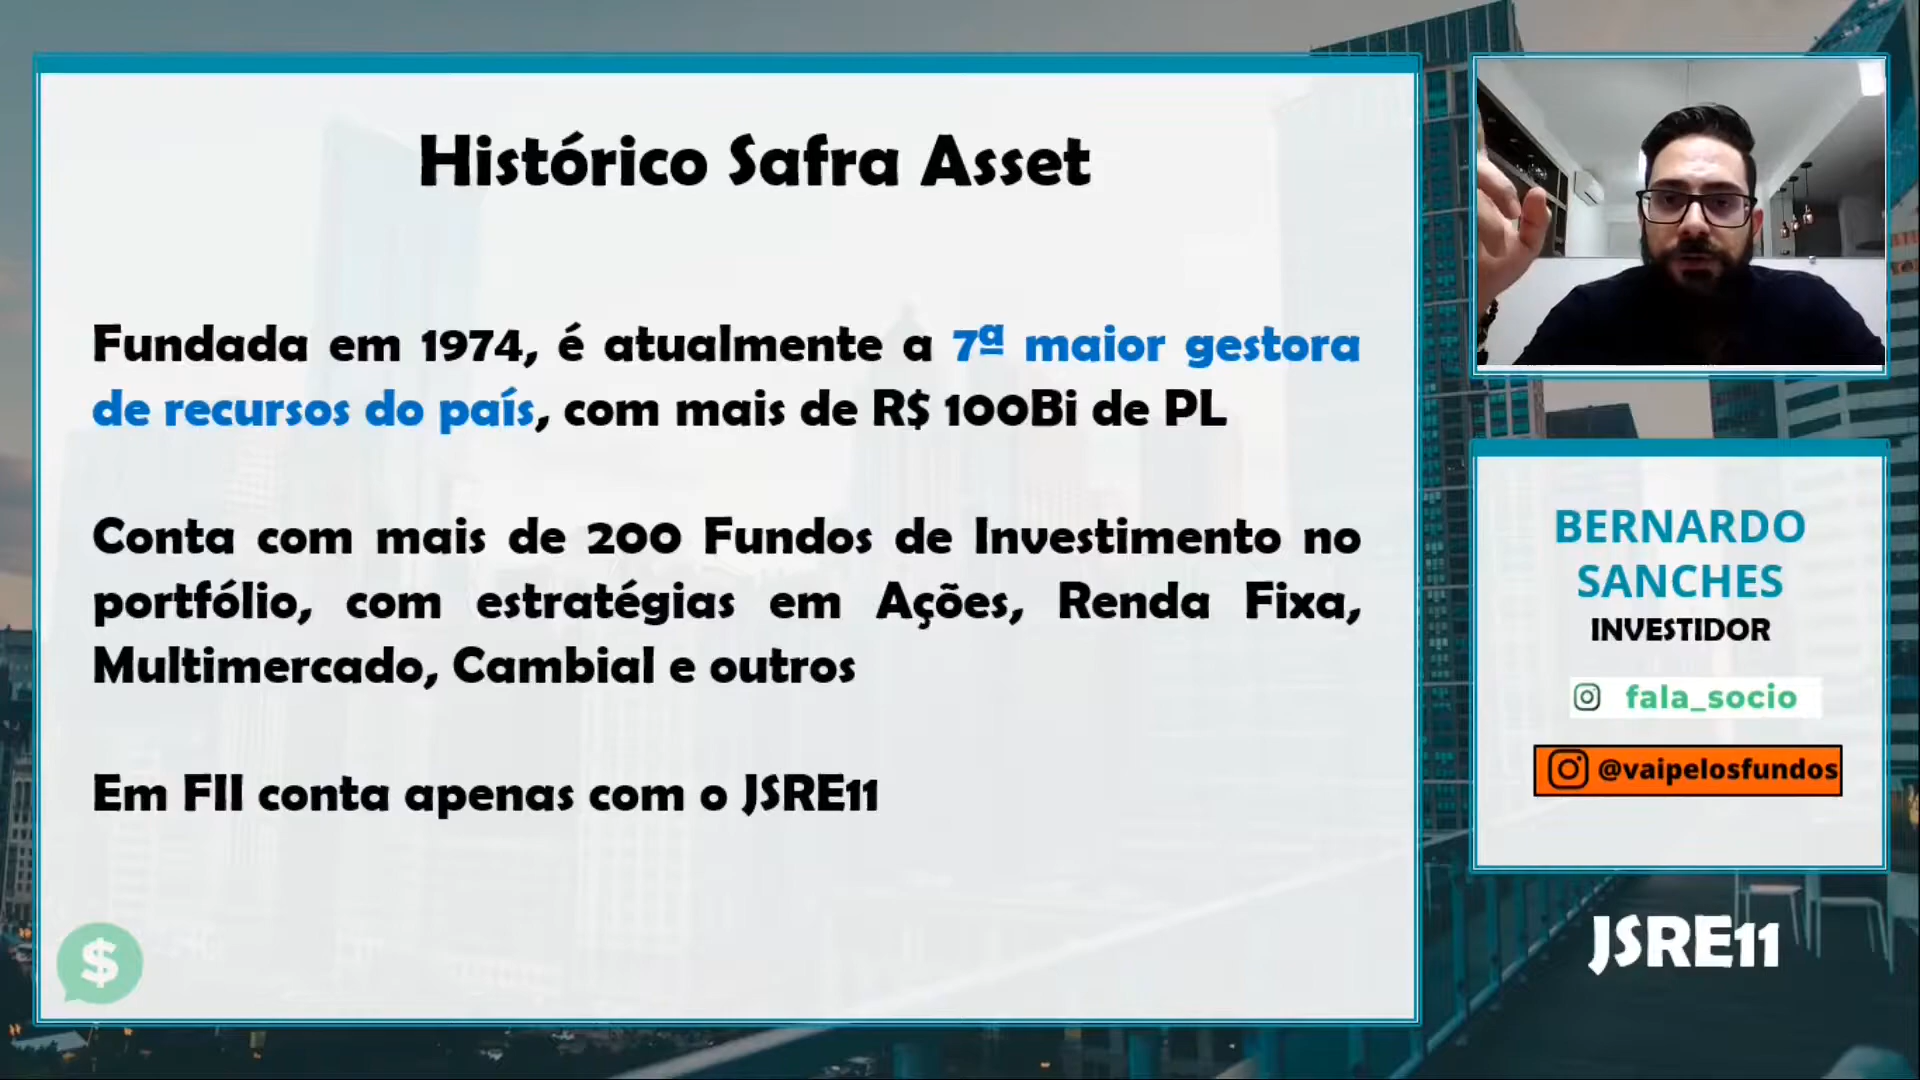 Histórico Safra Asset
Fundada em 1974, é atualmente a 7ª maior gestora
de recursos do país, com mais de R$ 100Bi de PL
Conta com mais de 200 Fundos de Investimento no
portfólio, com estratégias em Ações, Renda Fixa,
Multimercado, Cambial e outros
Em FII conta apenas com o JSRE11
$
BERNARDO
SANCHES
INVESTIDOR
fala_socio
@vaipelosfundos
JSRE11